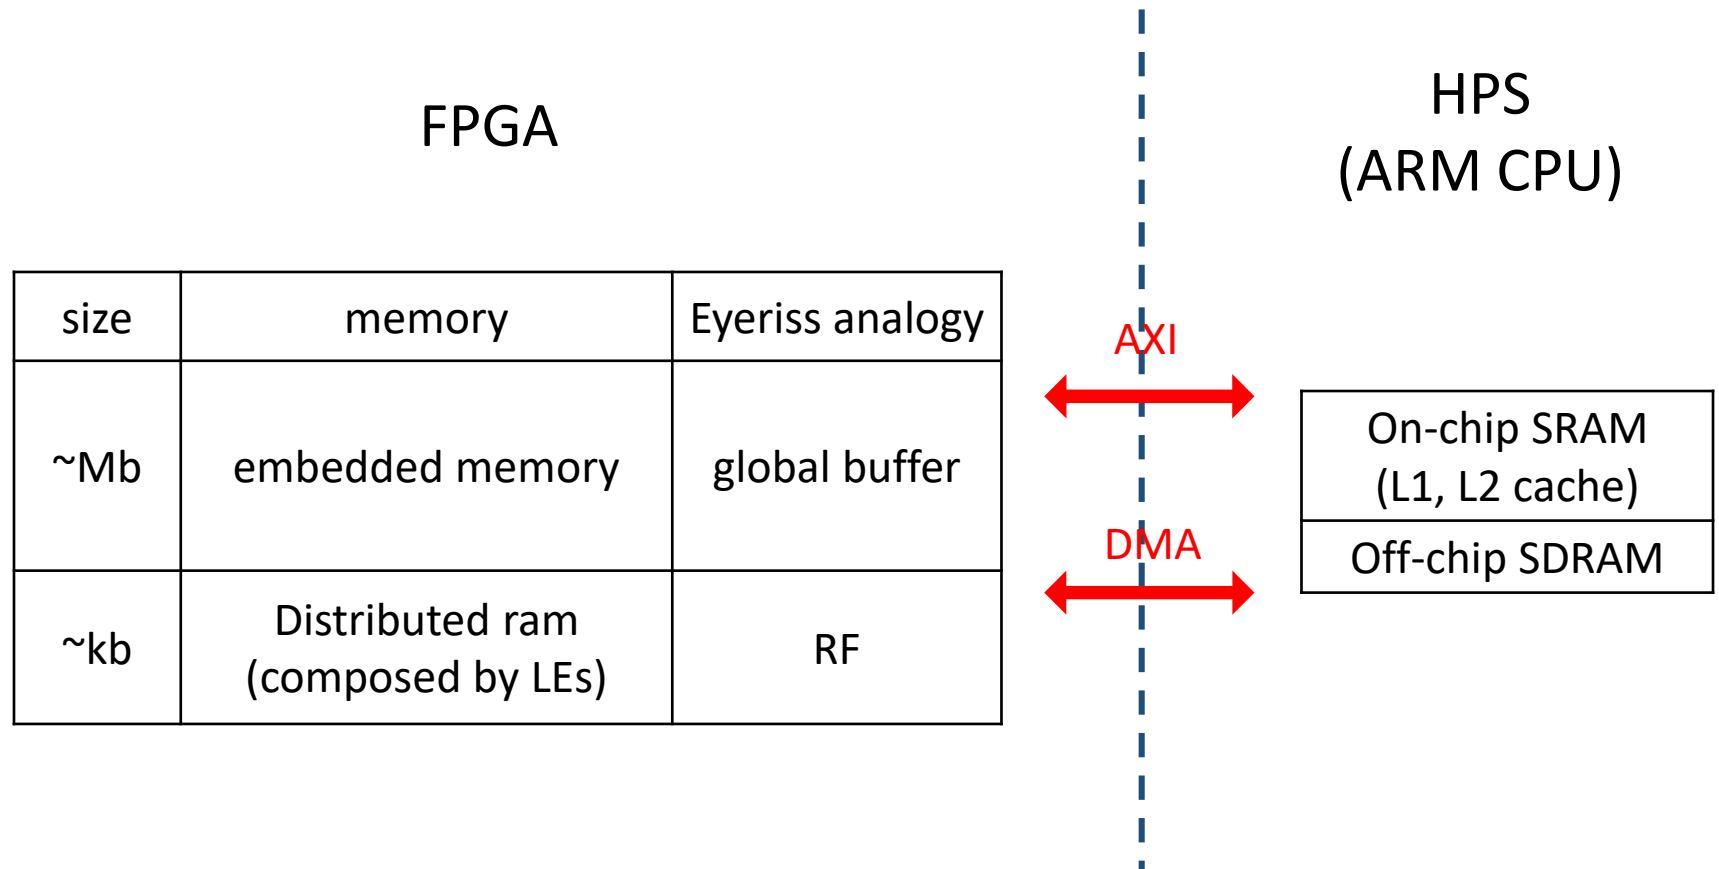 FPGA
HPS
(ARM CPU)
size
memory
Eyeriss analogy
~Mb
embedded memory
global buffer
~kb
Distributed ram
(composed by LEs)
RF
AXI
DMA
On-chip SRAM
(L1, L2 cache)
Off-chip SDRAM